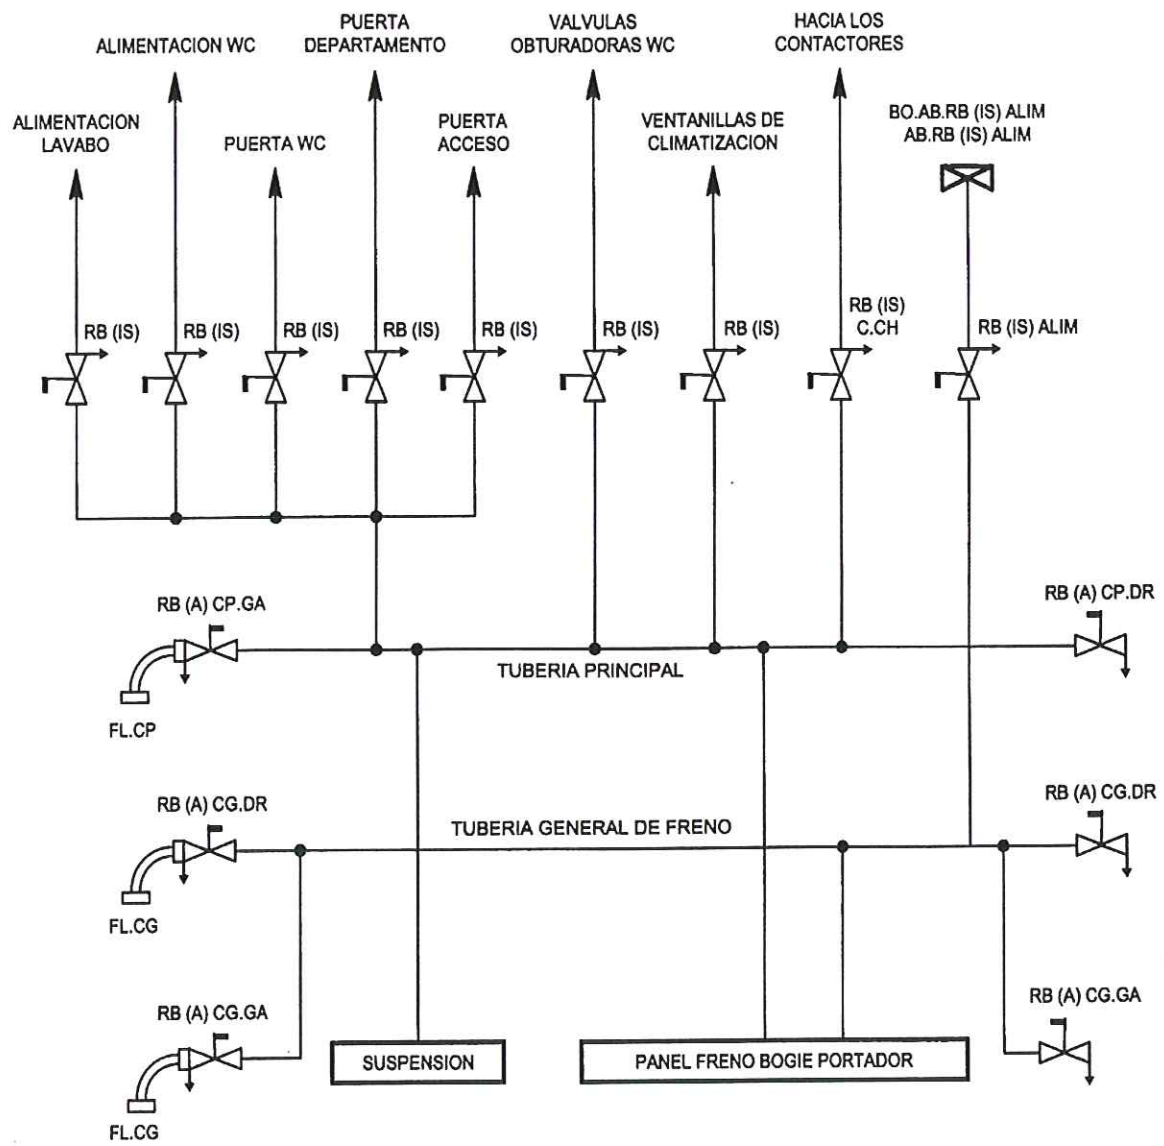 PUERTA
DEPARTAMENTO
VALVULAS
OBTURADORAS WC
HACIA LOS
CONTACTORES
ALIMENTACION WC
ALIMENTACION
LAVABO
PUERTA WC
PUERTA
ACCESO
VENTANILLAS DE
CLIMATIZACION
BO.AB.RB (IS) ALIM
AB.RB (IS) ALIM
RB (IS)
RB (IS)
RB (IS)
RB (IS)
RB (IS)
RB (IS)
RB (IS)
RB (IS)
C.CH
RB (IS) ALIM
RB (A) CP.GA
RB (A) CP.DR
TUBERIA PRINCIPAL
FL.CP
RB (A) CG.DR
RB (A) CG.DR
TUBERIA GENERAL DE FRENO
FL.CG
RB (A) CG.GA
RB (A) CG.GA
SUSPENSION
PANEL FRENO BOGIE PORTADOR
FL.CG